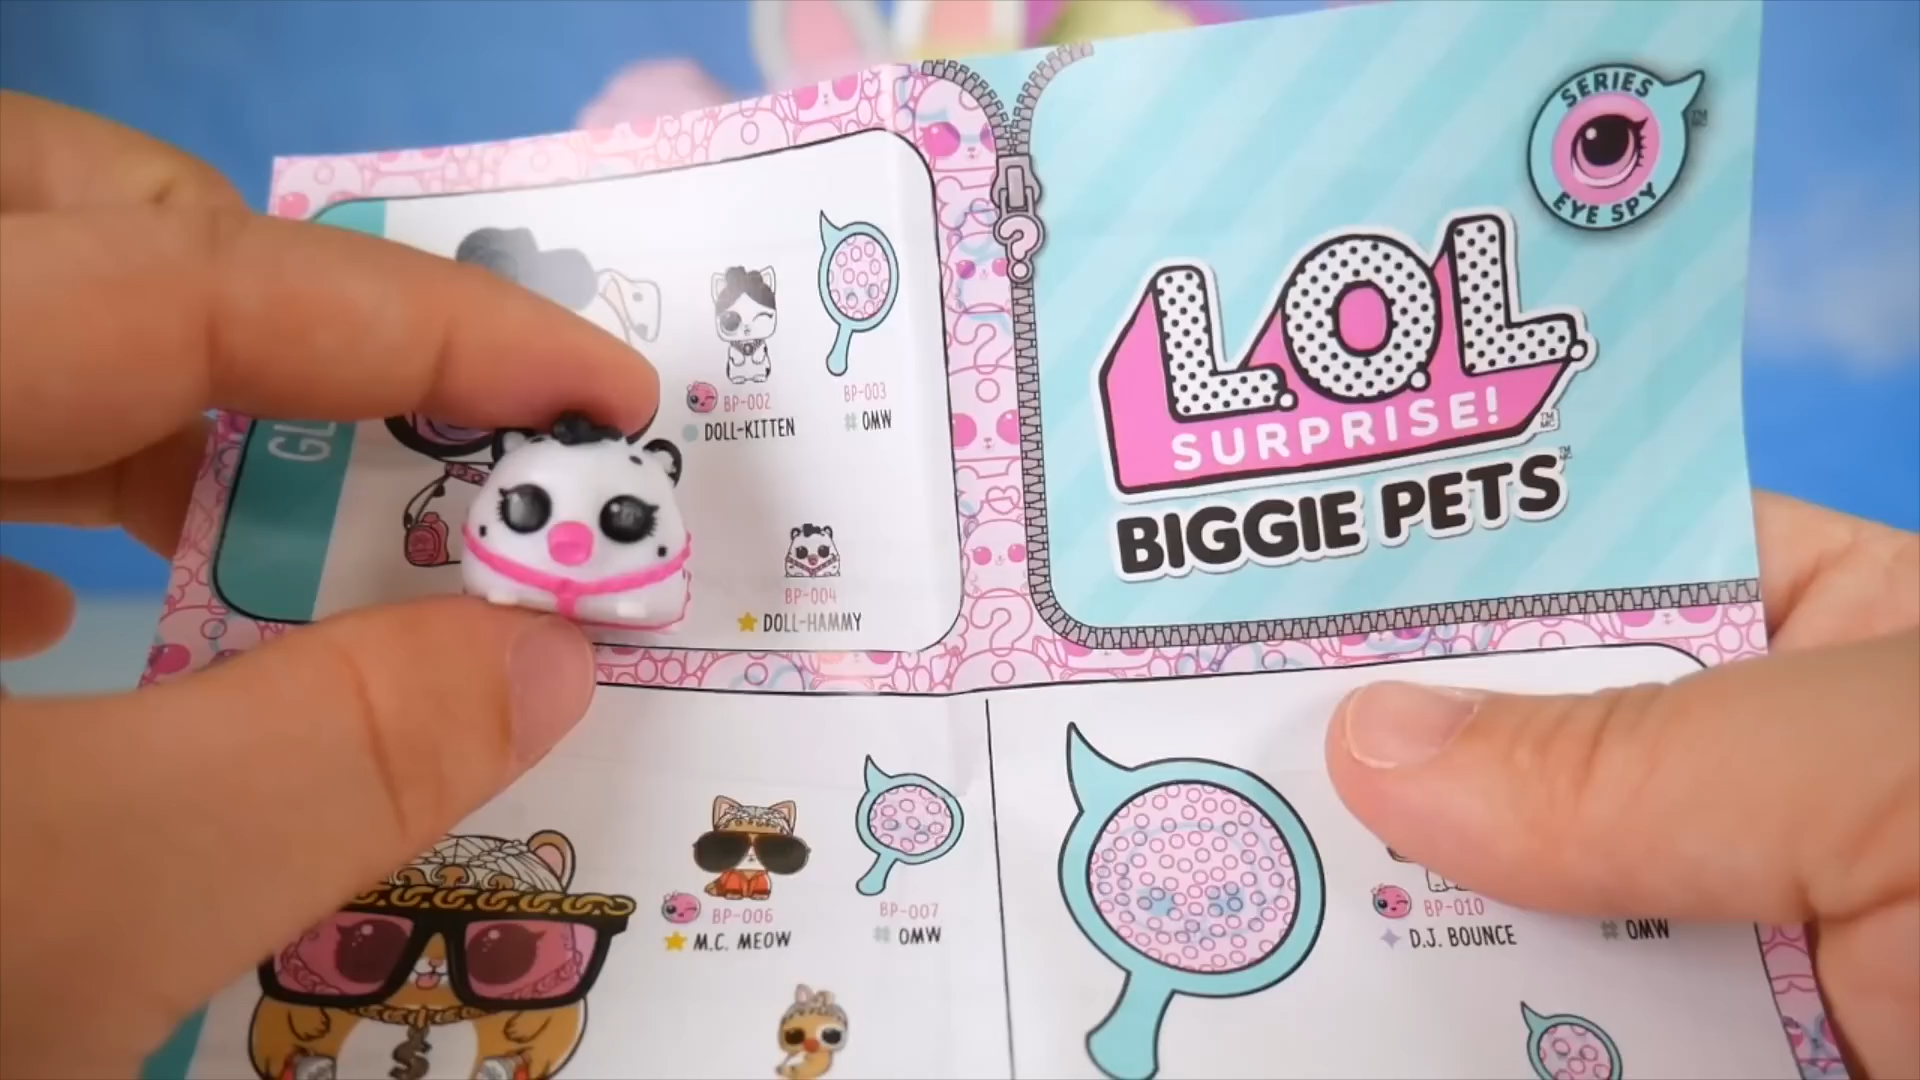 SERIES
EYE SPY
L.O.L.
SURPRISE!
BIGGIE PETS
BP-002
DOLL-KITTEN
BP-003
OMW
BP-004
DOLL-HAMMY
BP-006
M.C. MEOW
BP-007
OMW
BP-010
D.J. BOUNCE
OMW